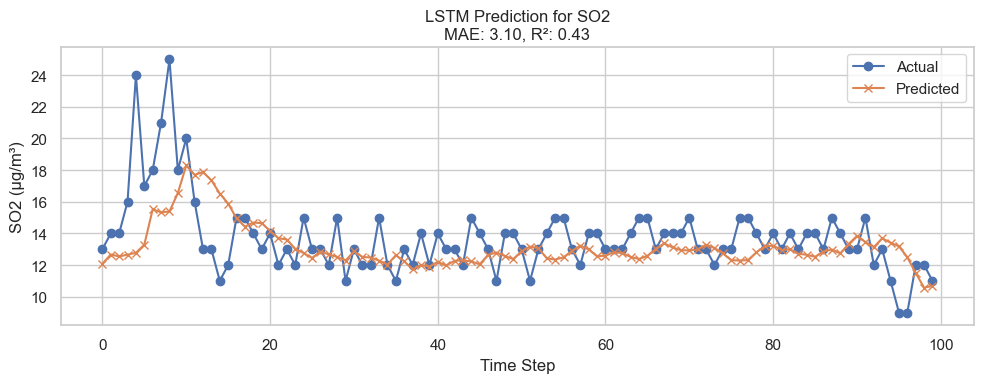 LSTM Prediction for SO2
MAE: 3.10, R²: 0.43
Actual
Predicted
SO2 (µg/m³)
24
22
20
18
16
14
12
10
0
20
40
60
80
100
Time Step